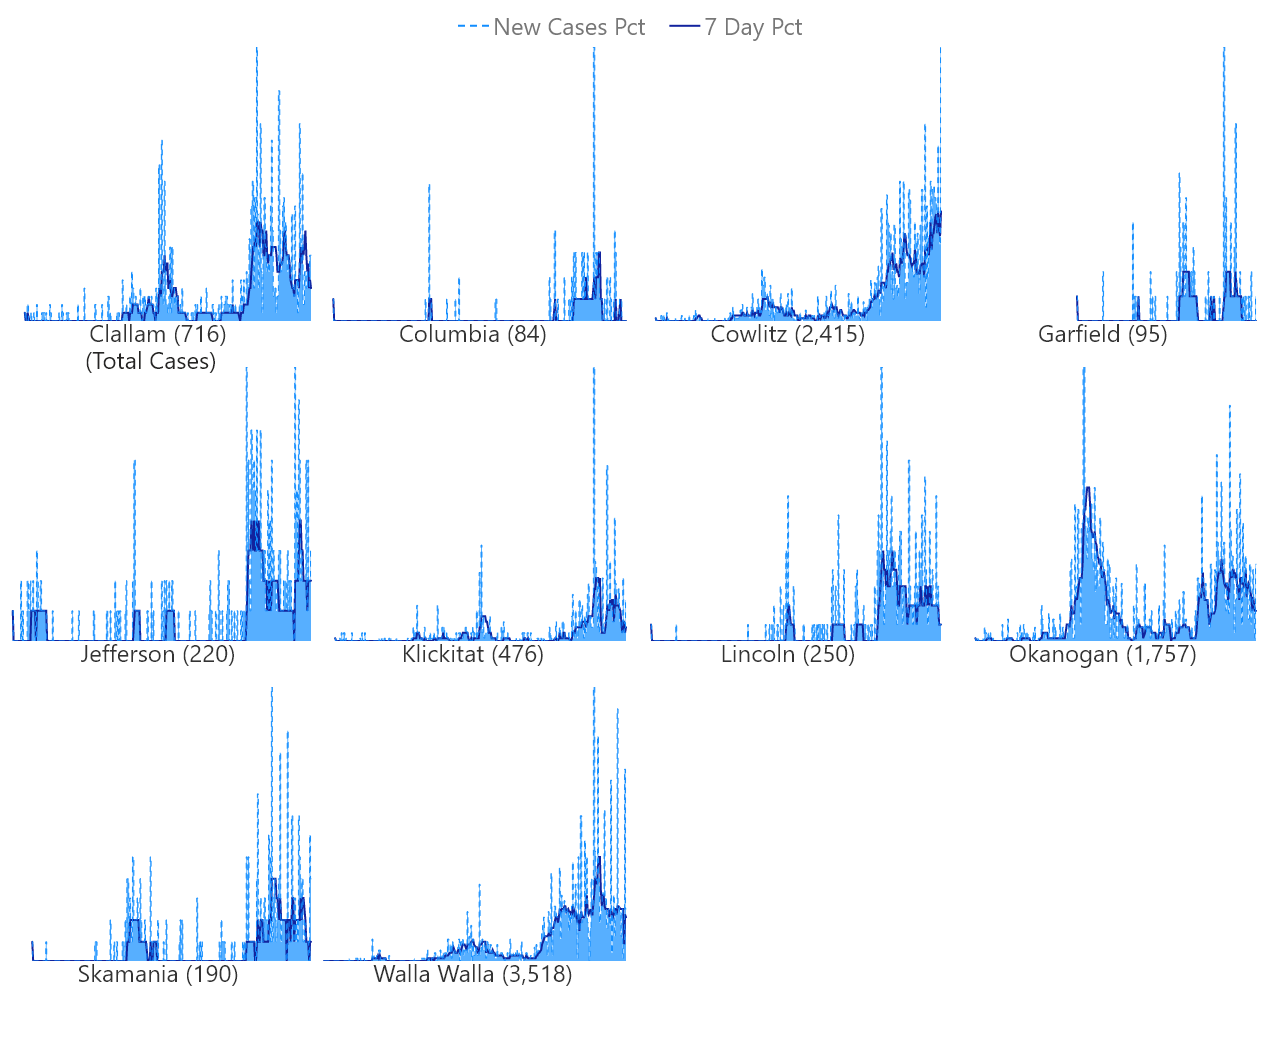 New Cases Pct 7 Day Pct
Clallam (716) Columbia (84) Cowlitz (2,415) Garfield (95)
(Total Cases)
Jefferson (220) Klickitat (476) Lincoln (250) Okanogan (1,757)
Skamania (190) Walla Walla (3,518)